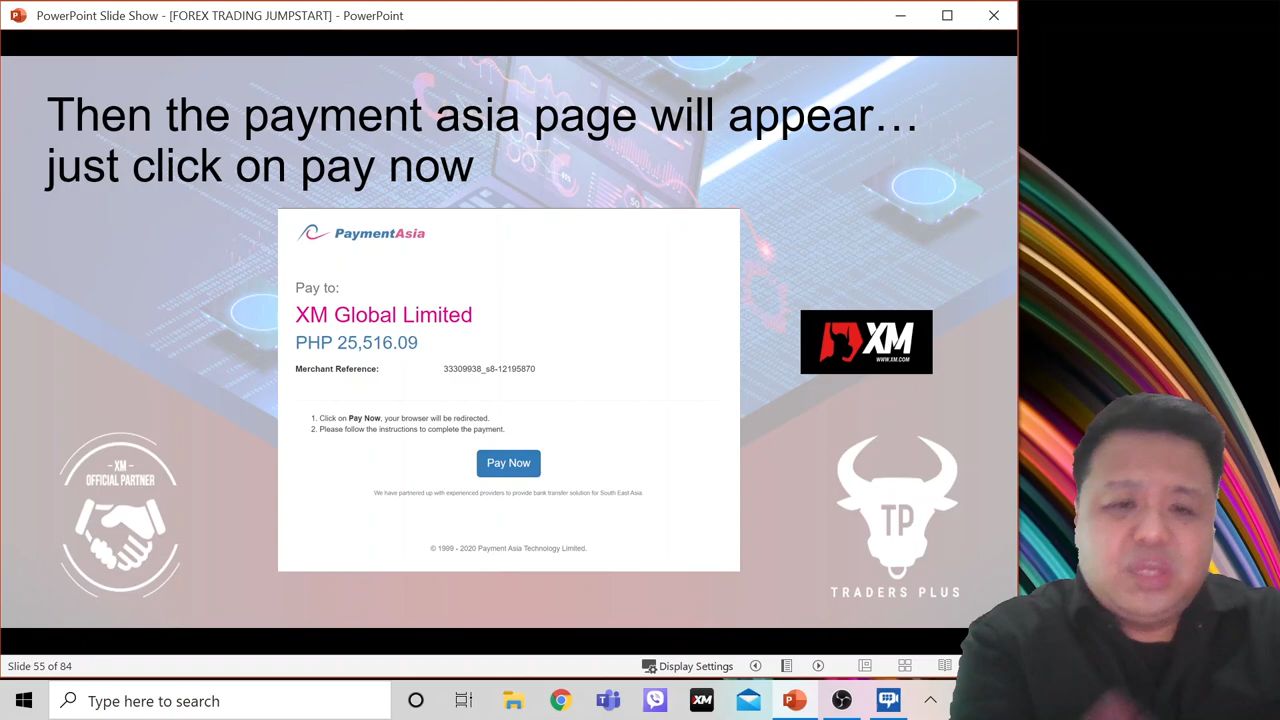 PowerPoint Slide Show - [FOREX TRADING JUMPSTART] - PowerPoint
Then the payment asia page will appear…
just click on pay now
PaymentAsia
Pay to:
XM Global Limited
PHP 25,516.09
Merchant Reference: 33309938_s8-12195870
1. Click on Pay Now, your browser will be redirected.
2. Please follow the instructions to complete the payment.
Pay Now
We have partnered up with experienced providers to provide bank transfer solution for South East Asia
© 1999 - 2020 Payment Asia Technology Limited.
XM
WWW.XM.COM
- XM -
OFFICIAL PARTNER
TP
TRADERS PLUS
Slide 55 of 84
Display Settings
Type here to search
XM